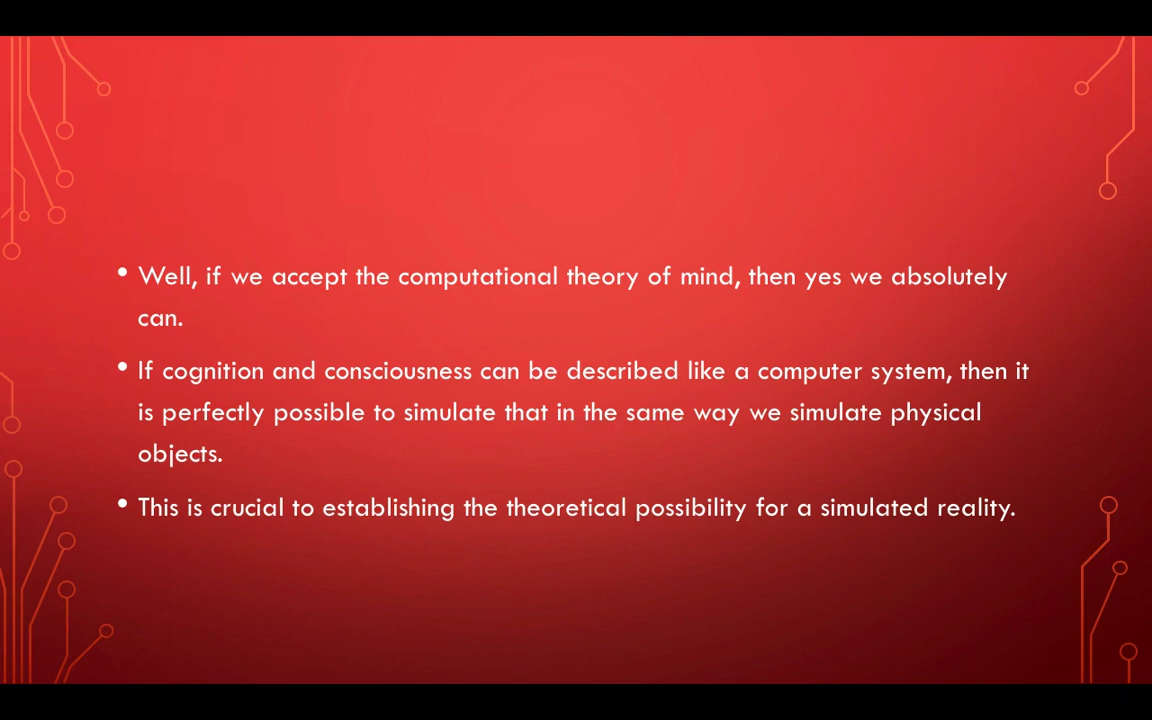 • Well, if we accept the computational theory of mind, then yes we absolutely
can.
• If cognition and consciousness can be described like a computer system, then it
is perfectly possible to simulate that in the same way we simulate physical
objects.
• This is crucial to establishing the theoretical possibility for a simulated reality.